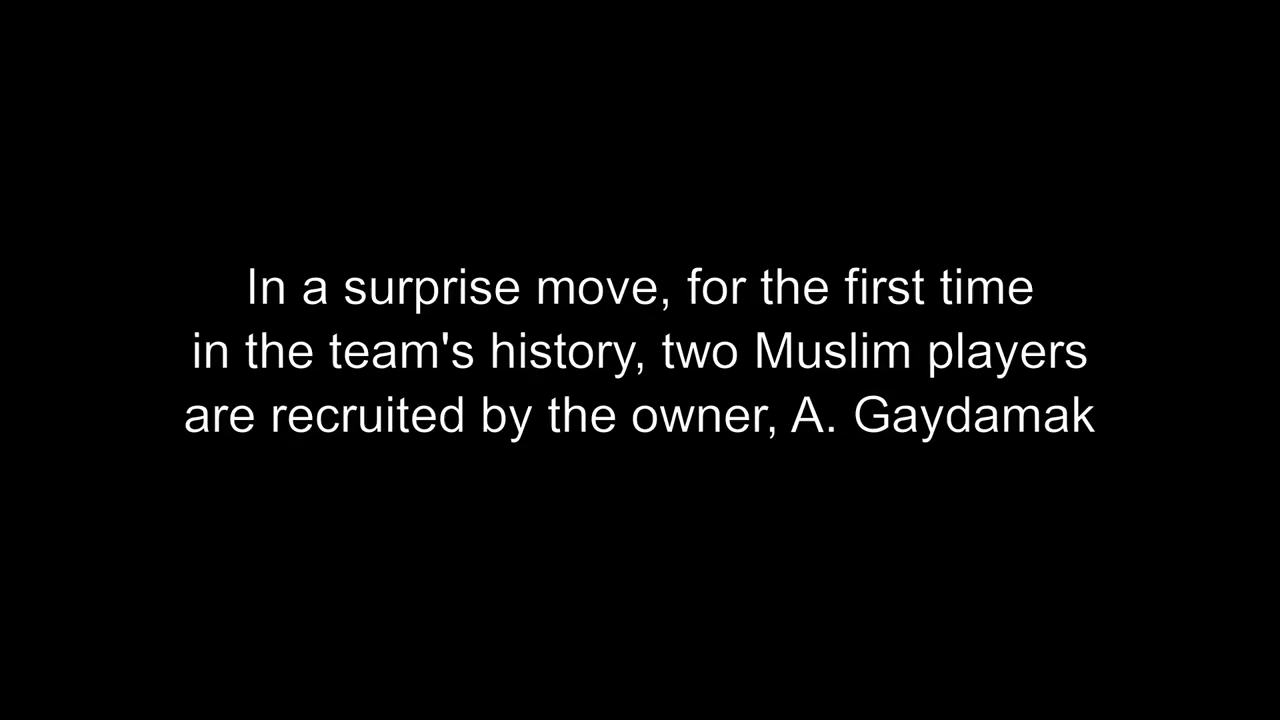 In a surprise move, for the first time
in the team's history, two Muslim players
are recruited by the owner, A. Gaydamak